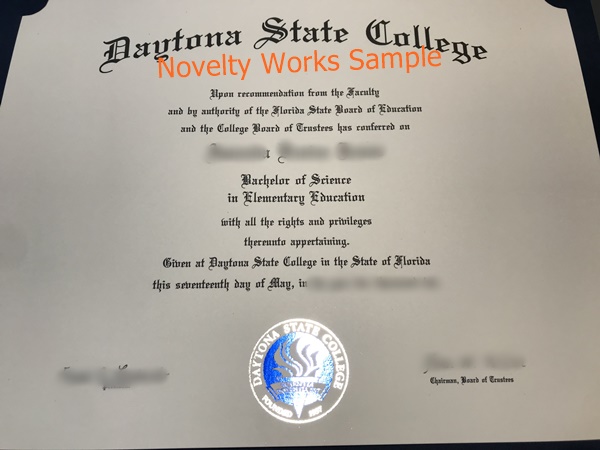 Daytona State College
Novelty Works Sample
Upon recommendation from the Faculty
and by authority of the Florida State Board of Education
and the College Board of Trustees has conferred on
Bachelor of Science
in Elementary Education
with all the rights and privileges
thereunto appertaining.
Given at Daytona State College in the State of Florida
this seventeenth day of May, in
DAYTONA STATE COLLEGE
FOUNDED 1957
Chairman, Board of Trustees